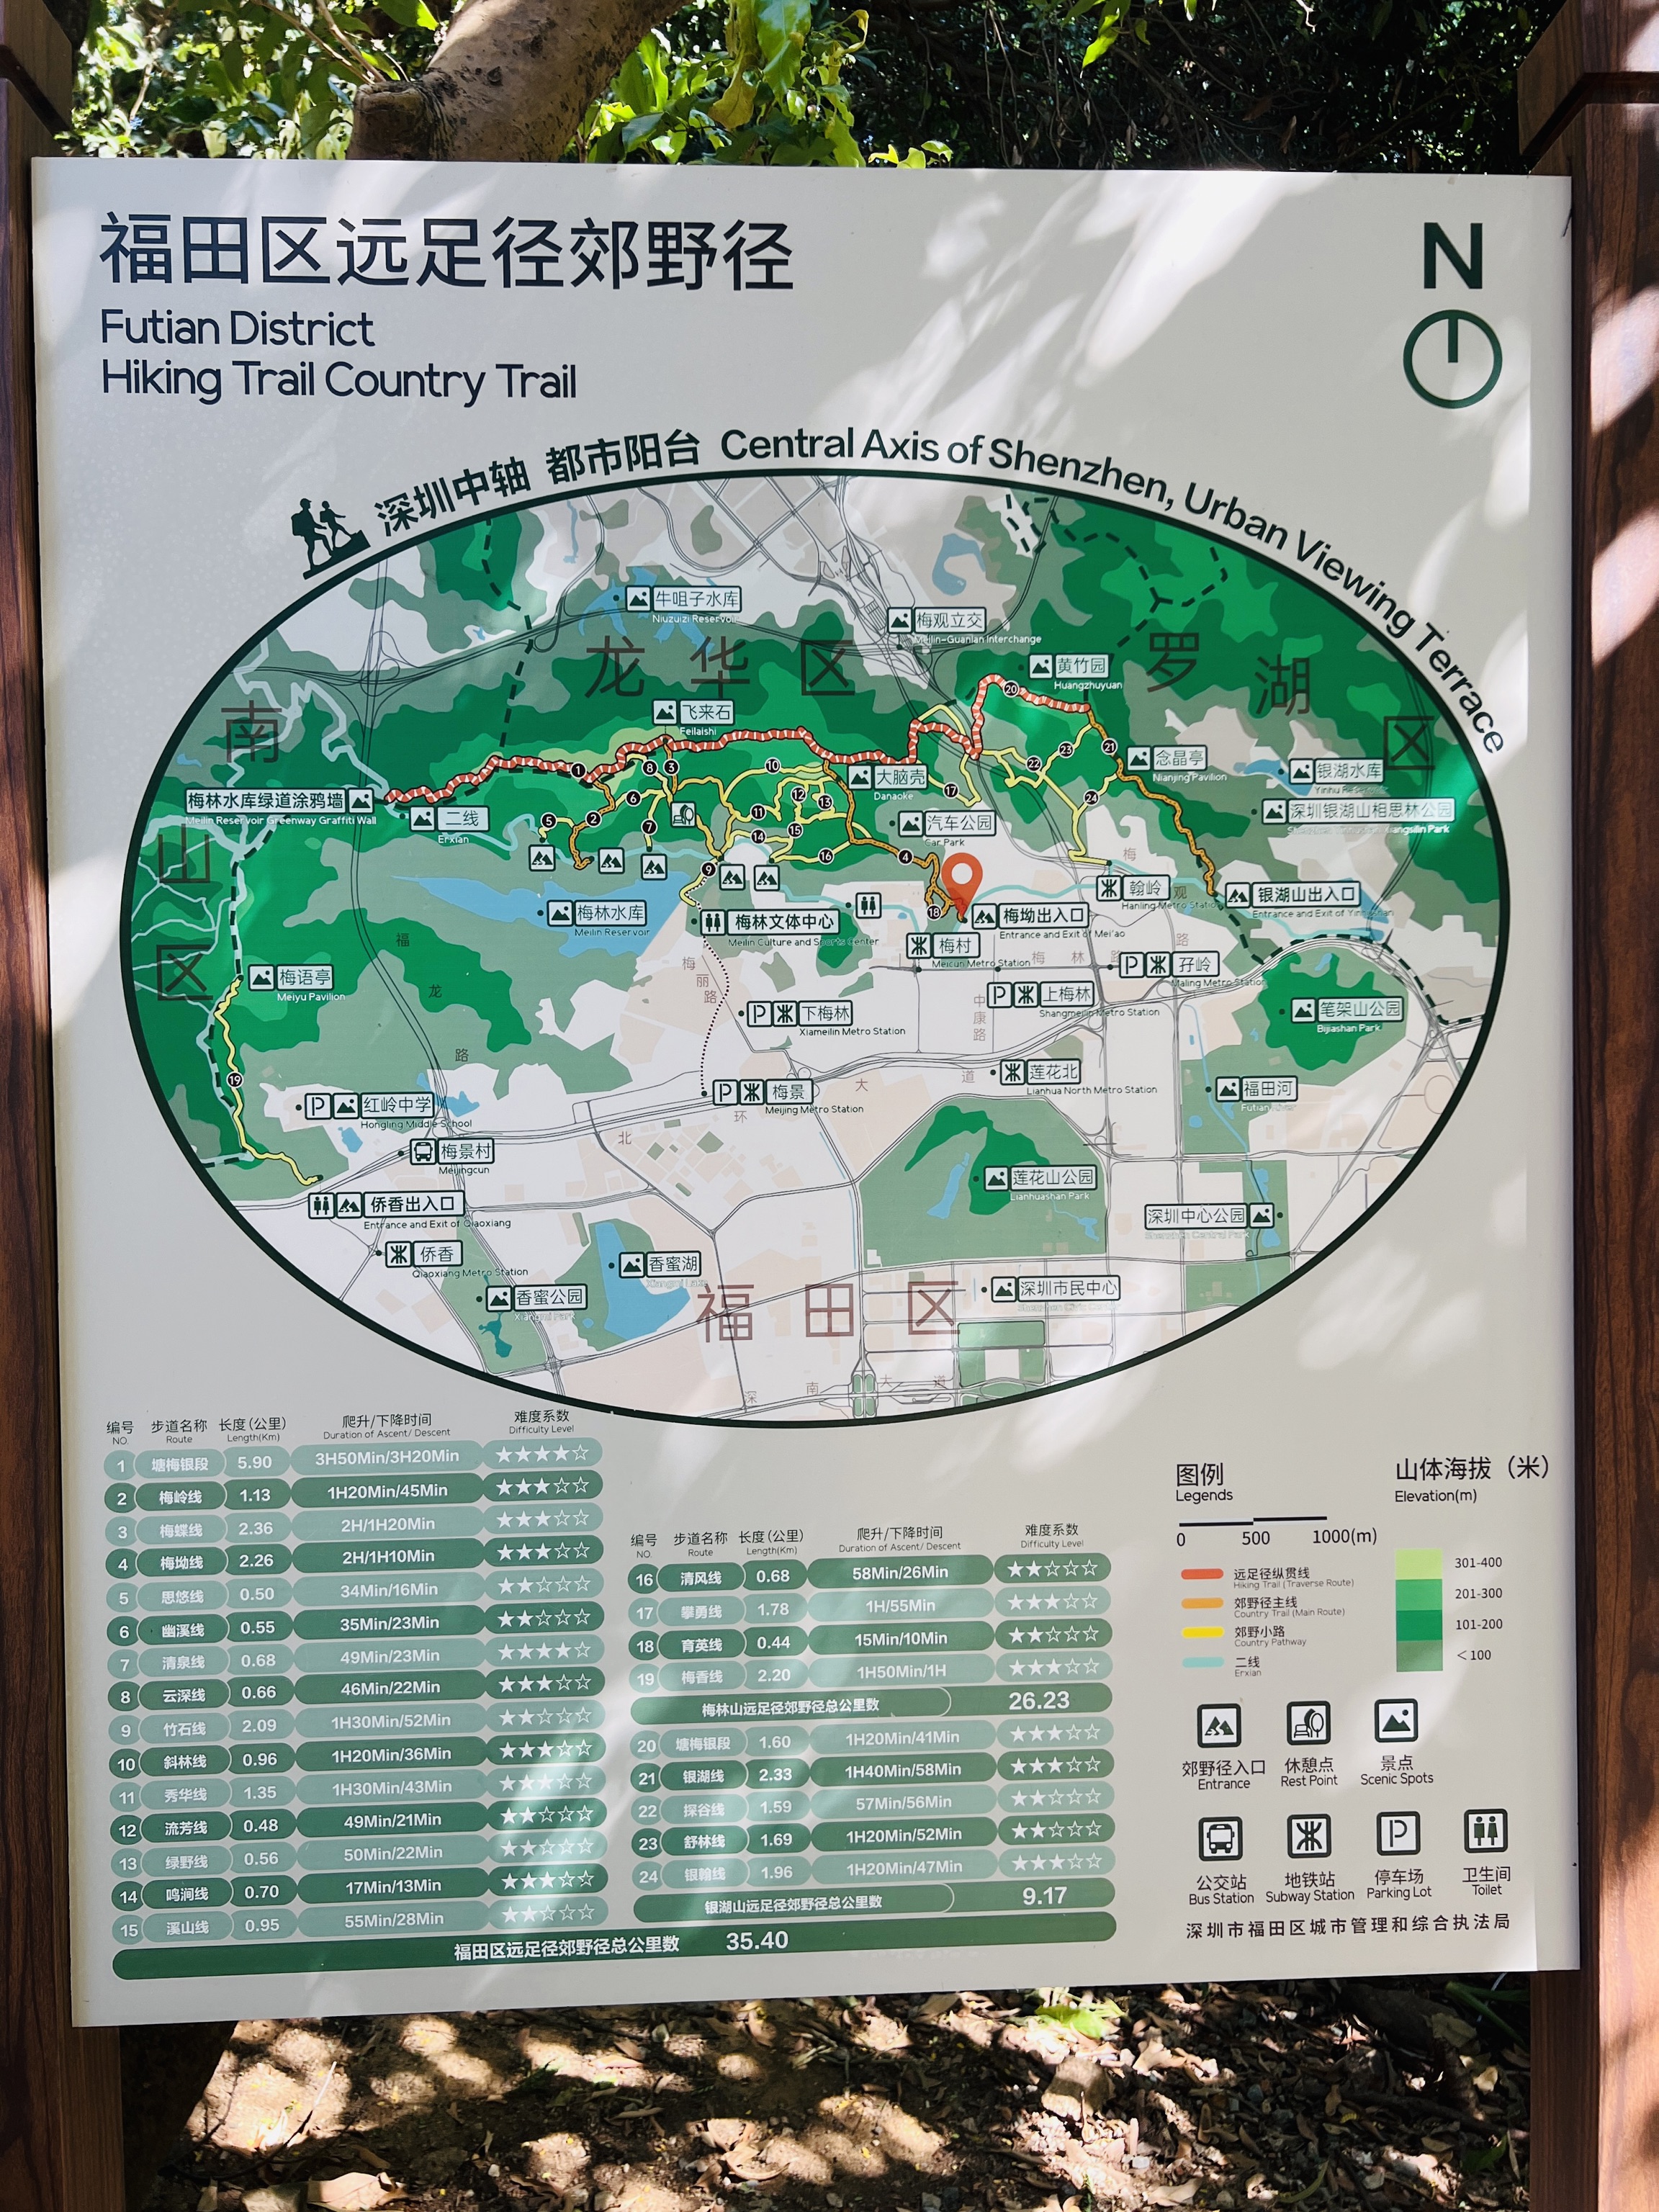 福田区远足径郊野径
Futian District
Hiking Trail Country Trail
N
深圳中轴 都市阳台 Central Axis of Shenzhen, Urban Viewing Terrace
牛咀子水库
Niuzuizi Reservoir
梅观立交
Meilin-Guanlan Interchange
龙华区
罗湖区
黄竹园
Huangzhuyuan
南山区
飞来石
Feilaishi
念晶亭
Nianjing Pavilion
银湖水库
Yinhu Reservoir
大脑壳
Danaoke
梅林水库绿道涂鸦墙
Meilin Reservoir Greenway Graffiti Wall
二线
Erxian
深圳银湖山相思林公园
汽车公园
Car Park
翰岭
Hanling Metro Station
银湖山出入口
Entrance and Exit of Yinhushan
梅林水库
Meilin Reservoir
梅林文体中心
Meilin Culture and Sports Center
梅坳出入口
Entrance and Exit of Mei'ao
梅村
Meicun Metro Station
孖岭
Maling Metro Station
梅语亭
Meiyu Pavilion
上梅林
Shangmeilin Metro Station
下梅林
Xiameilin Metro Station
笔架山公园
Bijiashan Park
莲花北
Lianhua North Metro Station
福田河
Futian River
梅景
Meijing Metro Station
红岭中学
Hongling Middle School
梅景村
Meijingcun
莲花山公园
Lianhuashan Park
侨香出入口
Entrance and Exit of Qiaoxiang
深圳中心公园
Shenzhen Central Park
侨香
Qiaoxiang Metro Station
香蜜湖
Xiangmi Lake
香蜜公园
Xiangmi Park
深圳市民中心
福田区
梅观路
梅林路
梅丽路
中康路
福龙路
北环大道
深南大道
编号 步道名称 长度(公里) 爬升/下降时间 难度系数
NO. Route Length(Km) Duration of Ascent/ Descent Difficulty Level
1 塘梅银段 5.90 3H50Min/3H20Min ★★★★☆
2 梅岭线 1.13 1H20Min/45Min ★★★☆☆
3 梅蝶线 2.36 2H/1H20Min ★★★☆☆
4 梅坳线 2.26 2H/1H10Min ★★★☆☆
5 思悠线 0.50 34Min/16Min ★★☆☆☆
6 幽溪线 0.55 35Min/23Min ★★☆☆☆
7 清泉线 0.68 49Min/23Min ★★★★☆
8 云深线 0.66 46Min/22Min ★★★☆☆
9 竹石线 2.09 1H30Min/52Min ★★☆☆☆
10 斜林线 0.96 1H20Min/36Min ★★★☆☆
11 秀华线 1.35 1H30Min/43Min ★★★☆☆
12 流芳线 0.48 49Min/21Min ★★☆☆☆
13 绿野线 0.56 50Min/22Min ★★☆☆☆
14 鸣涧线 0.70 17Min/13Min ★★★☆☆
15 溪山线 0.95 55Min/28Min ★★☆☆☆
编号 步道名称 长度(公里) 爬升/下降时间 难度系数
NO. Route Length(Km) Duration of Ascent/ Descent Difficulty Level
16 清风线 0.68 58Min/26Min ★★☆☆☆
17 攀勇线 1.78 1H/55Min ★★★☆☆
18 育英线 0.44 15Min/10Min ★★☆☆☆
19 梅香线 2.20 1H50Min/1H ★★★☆☆
梅林山远足径郊野径总公里数 26.23
20 塘梅银段 1.60 1H20Min/41Min ★★★☆☆
21 银湖线 2.33 1H40Min/58Min ★★★☆☆
22 探谷线 1.59 57Min/56Min ★★☆☆☆
23 舒林线 1.69 1H20Min/52Min ★★☆☆☆
24 银翰线 1.96 1H20Min/47Min ★★★☆☆
银湖山远足径郊野径总公里数 9.17
福田区远足径郊野径总公里数 35.40
图例
Legends
0 500 1000(m)
远足径纵贯线
Hiking Trail (Traverse Route)
郊野径主线
Country Trail (Main Route)
郊野小路
Country Pathway
二线
Erxian
山体海拔（米）
Elevation(m)
301-400
201-300
101-200
＜100
郊野径入口 休憩点 景点
Entrance Rest Point Scenic Spots
公交站 地铁站 停车场 卫生间
Bus Station Subway Station Parking Lot Toilet
深圳市福田区城市管理和综合执法局